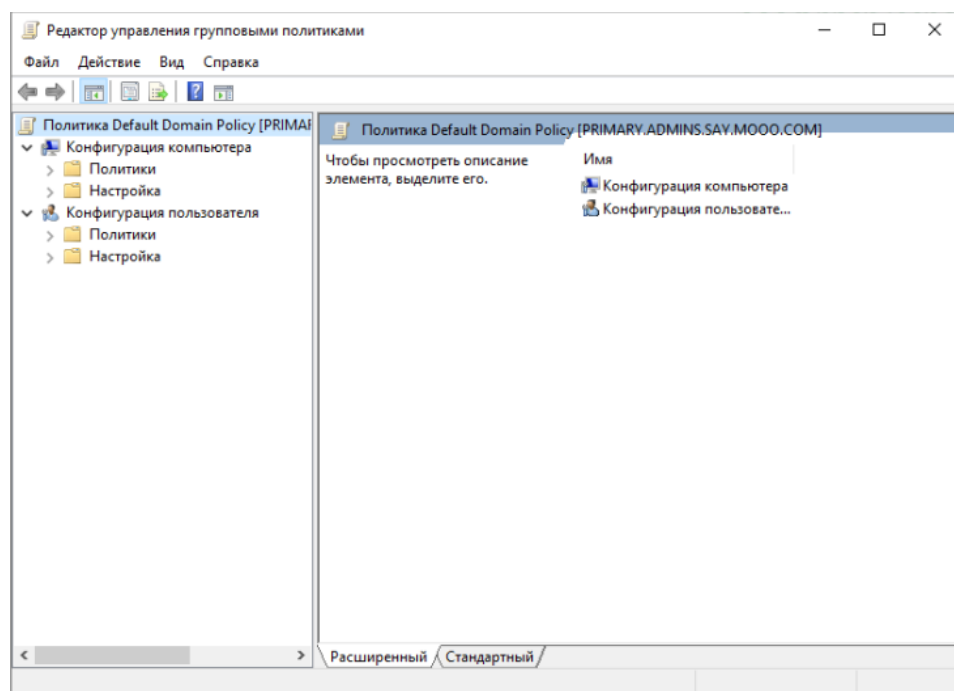 Редактор управления групповыми политиками
Файл Действие Вид Справка
Политика Default Domain Policy [PRIMAR
Конфигурация компьютера
Политики
Настройка
Конфигурация пользователя
Политики
Настройка
Политика Default Domain Policy [PRIMARY.ADMINS.SAY.MOOO.COM]
Чтобы просмотреть описание
элемента, выделите его.
Имя
Конфигурация компьютера
Конфигурация пользовате...
Расширенный Стандартный